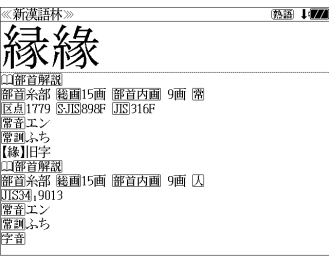 ≪新漢語林≫ 熟語
縁緣
部首解説
部首糸部 総画15画 部首内画 9画 常
区点1779 S-JIS898F JIS316F
常音エン
常訓ふち
【緣】旧字
部首解説
部首糸部 総画15画 部首内画 9画 人
JIS34₁9013
常音エン
常訓ふち
字音